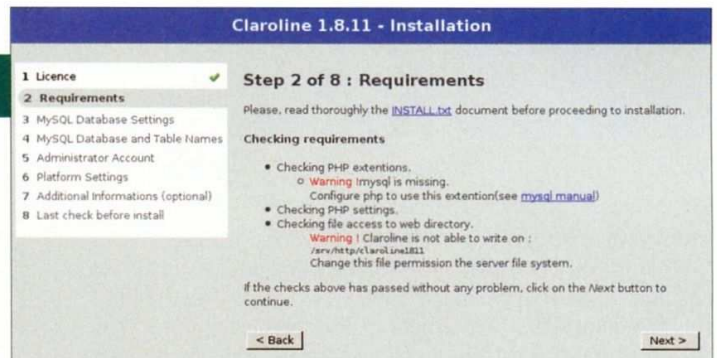 Claroline 1.8.11 - Installation
1 Licence
2 Requirements
3 MySQL Database Settings
4 MySQL Database and Table Names
5 Administrator Account
6 Platform Settings
7 Additional Informations (optional)
8 Last check before install
Step 2 of 8 : Requirements
Please, read thoroughly the INSTALL.txt document before proceeding to installation.
Checking requirements
Checking PHP extentions.
Warning !mysql is missing.
Configure php to use this extention(see mysql manual)
Checking PHP settings.
Checking file access to web directory.
Warning ! Claroline is not able to write on :
/srv/http/claroline1811
Change this file permission the server file system.
If the checks above has passed without any problem, click on the Next button to
continue.
< Back
Next >